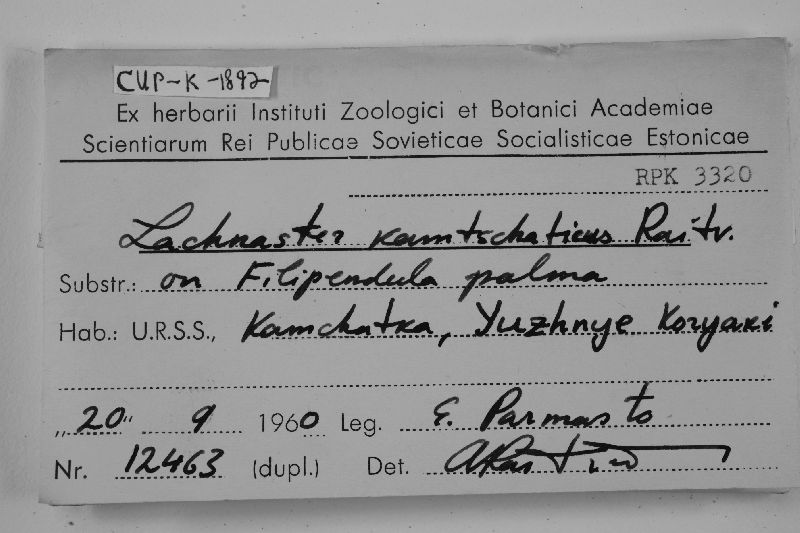 CUP-K-1892
Ex herbarii Instituti Zoologici et Botanici Academiae
Scientiarum Rei Publicae Sovieticae Socialisticae Estonicae
RPK 3320
Lachnaster kamtschaticus Raitv.
Substr.: on Filipendula palma
Hab.: U.R.S.S., Kamchatka, Yuzhnye Koryaki
„20“ 9 1960 Leg. E. Parmasto
Nr. 12463 (dupl.) Det.